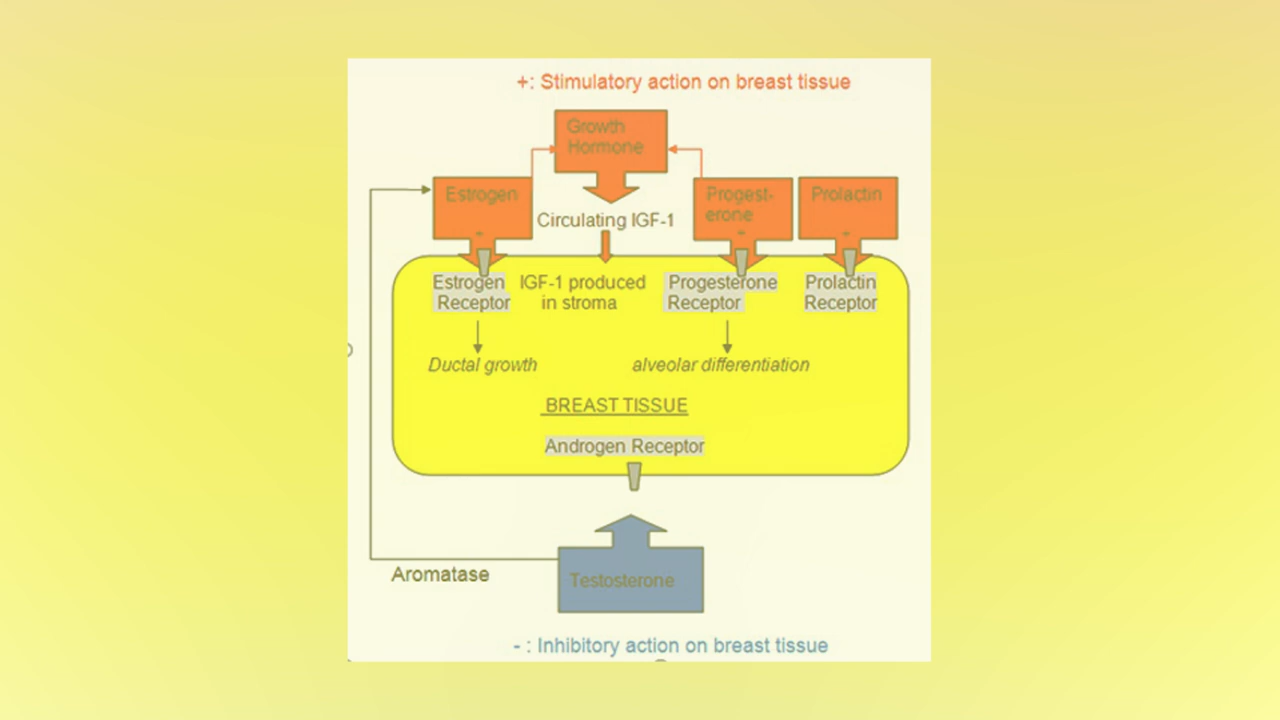 +: Stimulatory action on breast tissue
Growth
Hormone
Estrogen
Progest-
erone
Prolactin
Circulating IGF-1
Estrogen
Receptor
IGF-1 produced
in stroma
Progesterone
Receptor
Prolactin
Receptor
Ductal growth
alveolar differentiation
BREAST TISSUE
Androgen Receptor
Aromatase
Testosterone
- : Inhibitory action on breast tissue